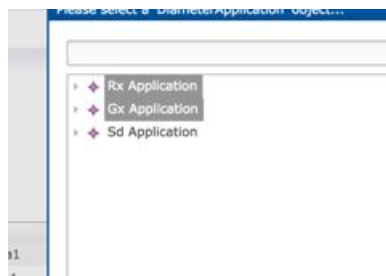 Please select a 'DiameterApplication' object...
Rx Application
Gx Application
Sd Application